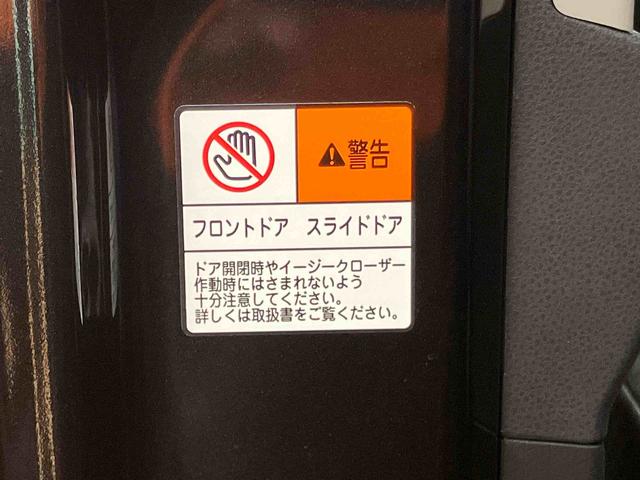 警告
フロントドア　スライドドア
ドア開閉時やイージークローザー
作動時にはさまれないよう
十分注意してください。
詳しくは取扱書をご覧ください。